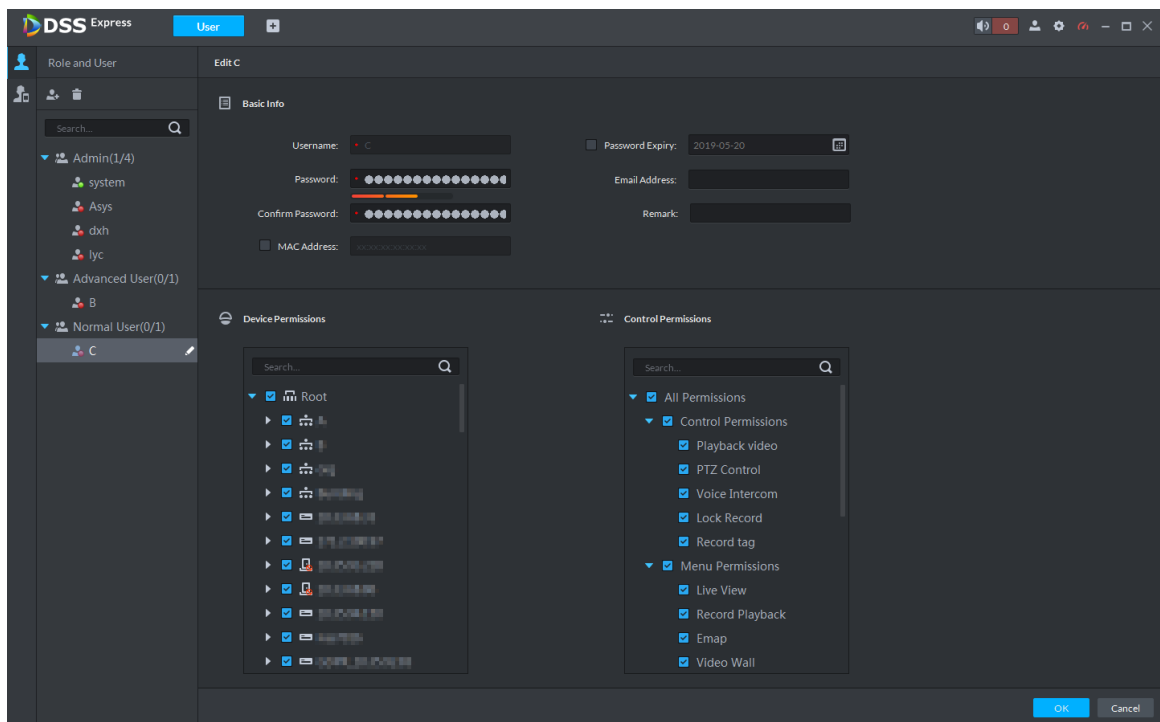 DSS Express
User
0
Role and User
Edit C
Basic Info
Search...
Username: * C
Password Expiry: 2019-05-20
Admin(1/4)
system
Password: *
Email Address:
Asys
Confirm Password: *
Remark:
dxh
MAC Address: xxxxxxxxxxxx
lyc
Advanced User(0/1)
B
Normal User(0/1)
C
Device Permissions
Search...
Root
Control Permissions
Search...
All Permissions
Control Permissions
Playback video
PTZ Control
Voice Intercom
Lock Record
Record tag
Menu Permissions
Live View
Record Playback
Emap
Video Wall
OK
Cancel